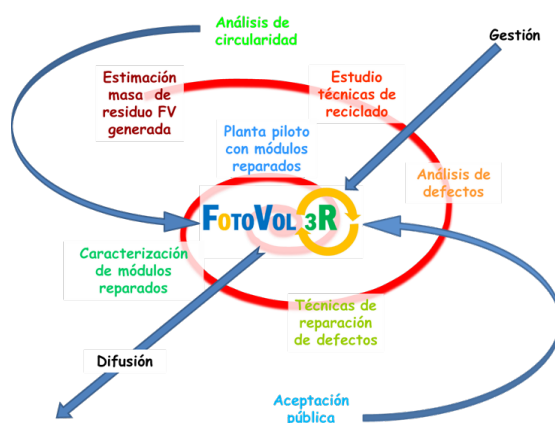 Análisis de
circularidad
Gestión
Estimación
masa de
residuo FV
generada
Estudio
técnicas de
reciclado
Planta piloto
con módulos
reparados
Análisis de
defectos
FOTOVOL 3R
Caracterización
de módulos
reparados
Técnicas de
reparación
de defectos
Difusión
Aceptación
pública